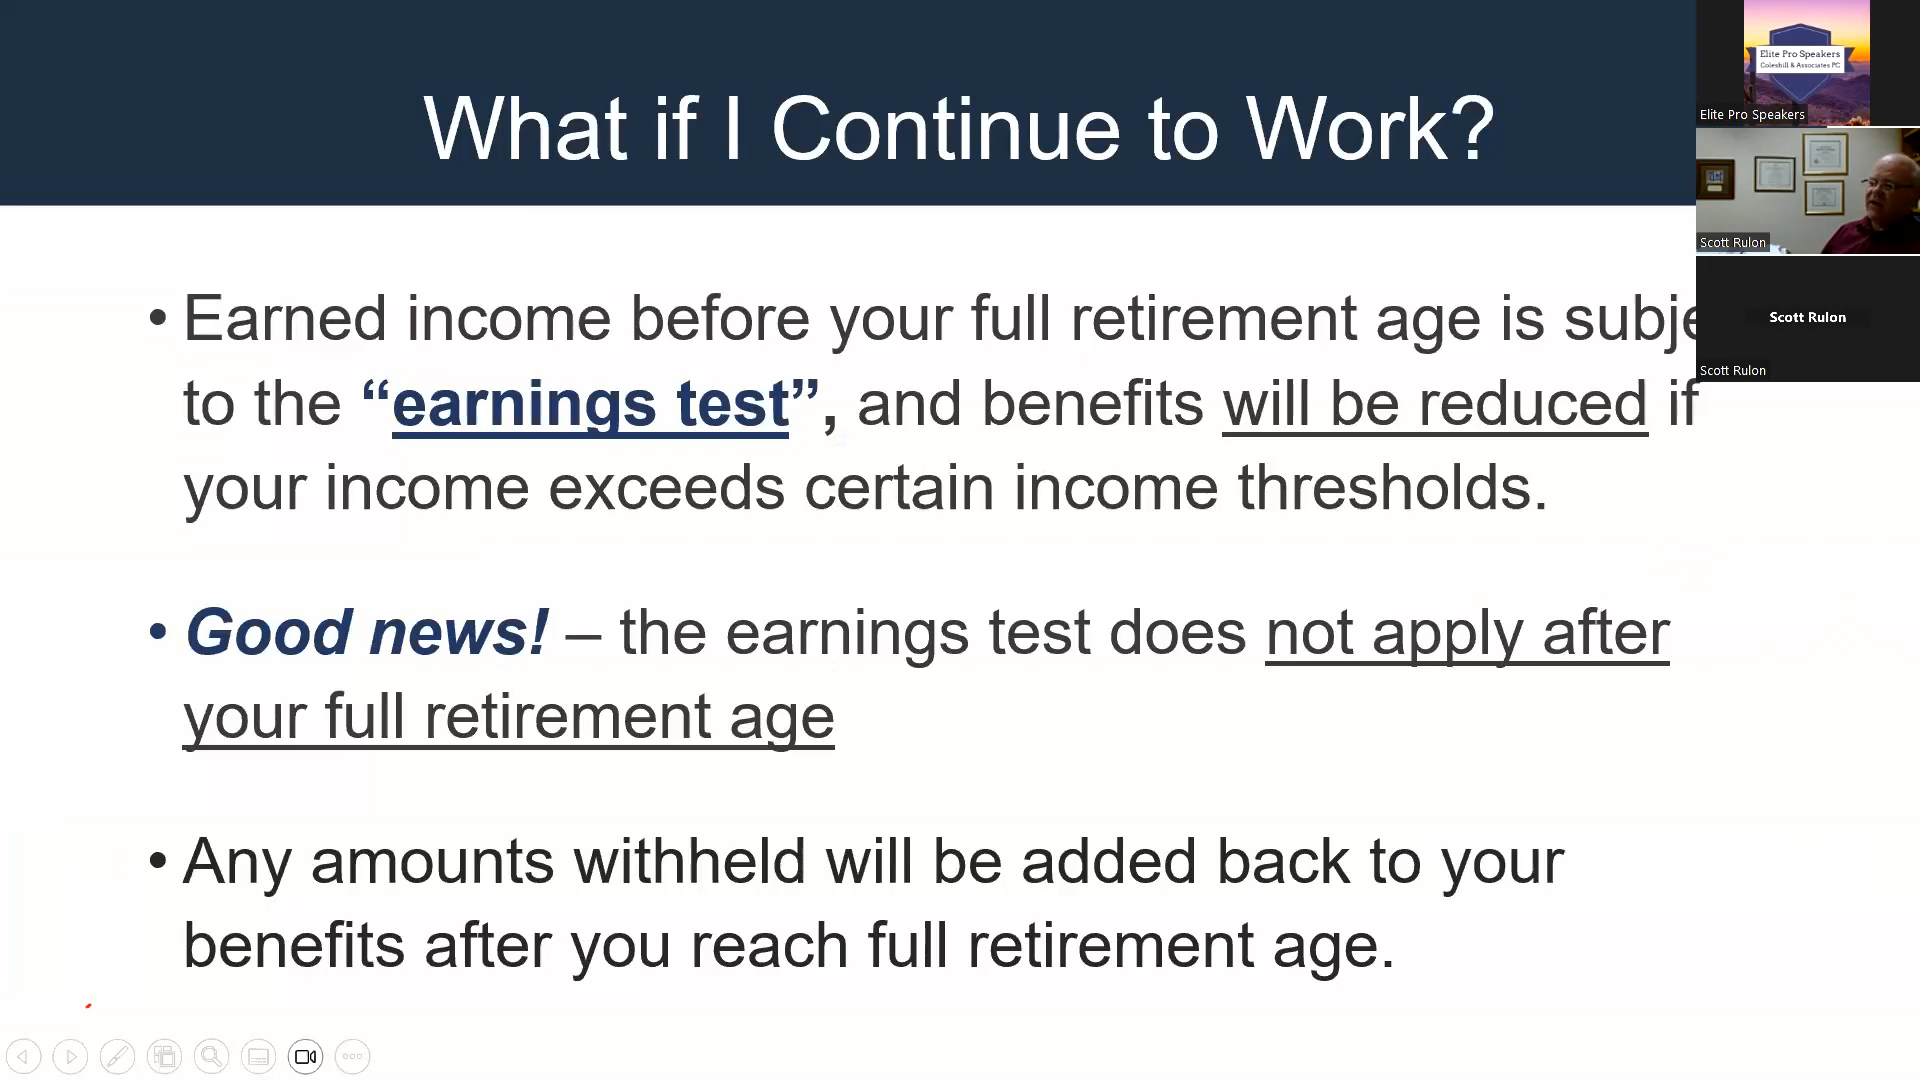 What if I Continue to Work?
• Earned income before your full retirement age is subje
to the “earnings test”, and benefits will be reduced if
your income exceeds certain income thresholds.
• Good news! – the earnings test does not apply after
your full retirement age
• Any amounts withheld will be added back to your
benefits after you reach full retirement age.
Elite Pro Speakers
Coleshill & Associates PC
Elite Pro Speakers
Scott Rulon
Scott Rulon
Scott Rulon